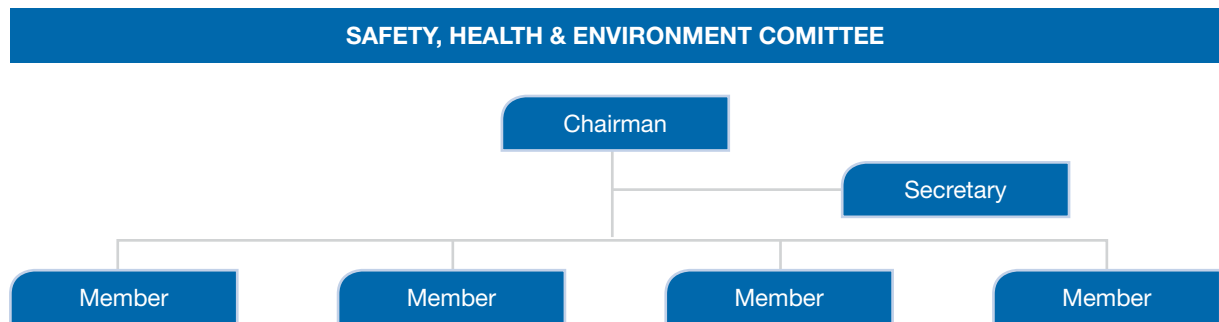 SAFETY, HEALTH & ENVIRONMENT COMITTEE
Chairman
Secretary
Member Member Member Member